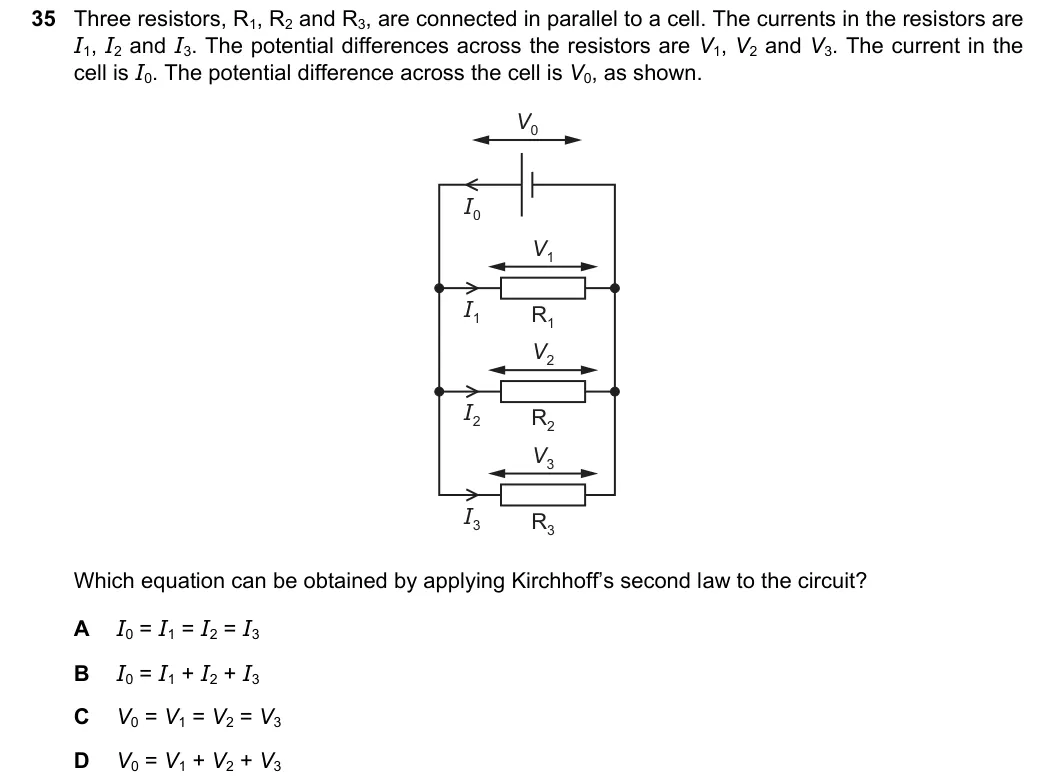 35 Three resistors, R₁, R₂ and R₃, are connected in parallel to a cell. The currents in the resistors are
I₁, I₂ and I₃. The potential differences across the resistors are V₁, V₂ and V₃. The current in the
cell is I₀. The potential difference across the cell is V₀, as shown.
V₀
I₀
V₁
I₁ R₁
V₂
I₂ R₂
V₃
I₃ R₃
Which equation can be obtained by applying Kirchhoff's second law to the circuit?
A I₀ = I₁ = I₂ = I₃
B I₀ = I₁ + I₂ + I₃
C V₀ = V₁ = V₂ = V₃
D V₀ = V₁ + V₂ + V₃